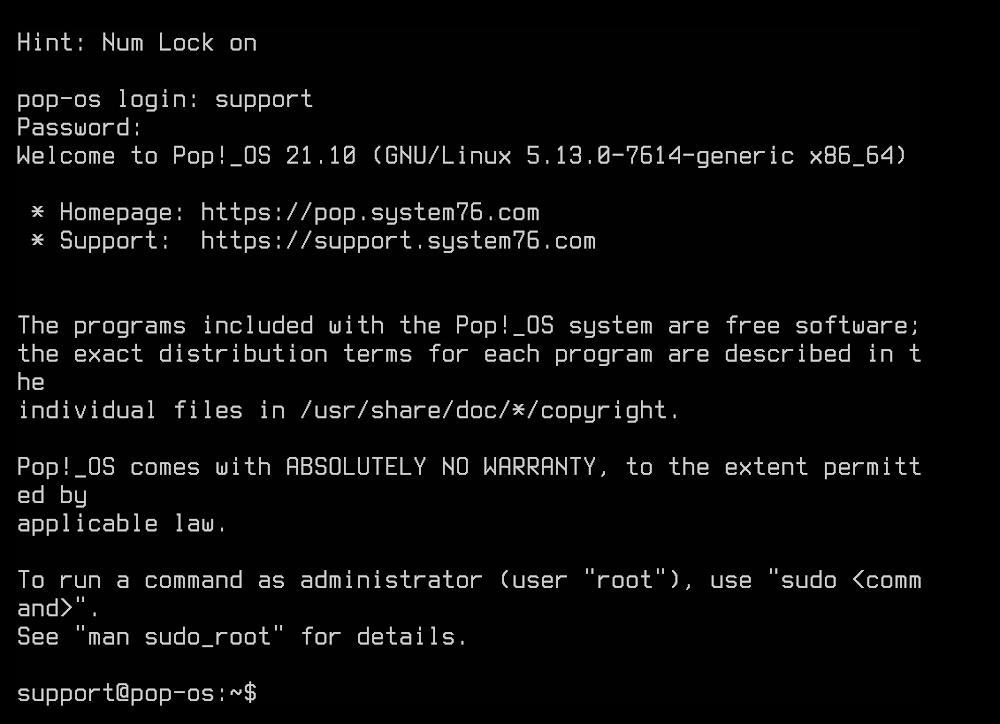 Hint: Num Lock on
pop-os login: support
Password:
Welcome to Pop!_OS 21.10 (GNU/Linux 5.13.0-7614-generic x86_64)
 * Homepage: https://pop.system76.com
 * Support:  https://support.system76.com
The programs included with the Pop!_OS system are free software;
the exact distribution terms for each program are described in t
he
individual files in /usr/share/doc/*/copyright.
Pop!_OS comes with ABSOLUTELY NO WARRANTY, to the extent permitt
ed by
applicable law.
To run a command as administrator (user "root"), use "sudo <comm
and>".
See "man sudo_root" for details.
support@pop-os:~$